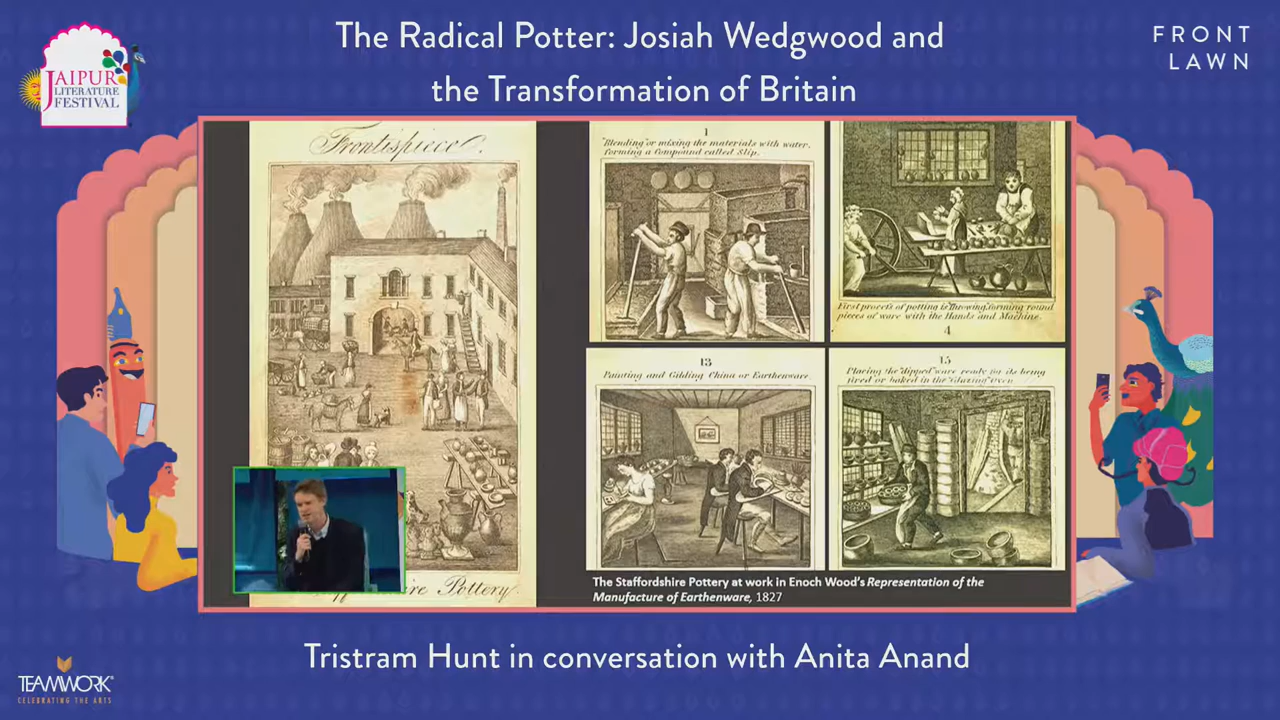 The Radical Potter: Josiah Wedgwood and
the Transformation of Britain
FRONT
LAWN
JAIPUR
LITERATURE
FESTIVAL
Frontispiece.
1
"Blending" or mixing the materials with water,
forming a Compound called Slip.
First process of potting is "Throwing", forming round
pieces of ware with the Hands and Machine.
4
13
Painting and Gilding China or Earthenware.
15
Placing the "dipped" ware ready for its being
fired or baked in the "Glazing" Oven
Pottery.
The Staffordshire Pottery at work in Enoch Wood's Representation of the
Manufacture of Earthenware, 1827
Tristram Hunt in conversation with Anita Anand
TEAMWORK
CELEBRATING THE ARTS